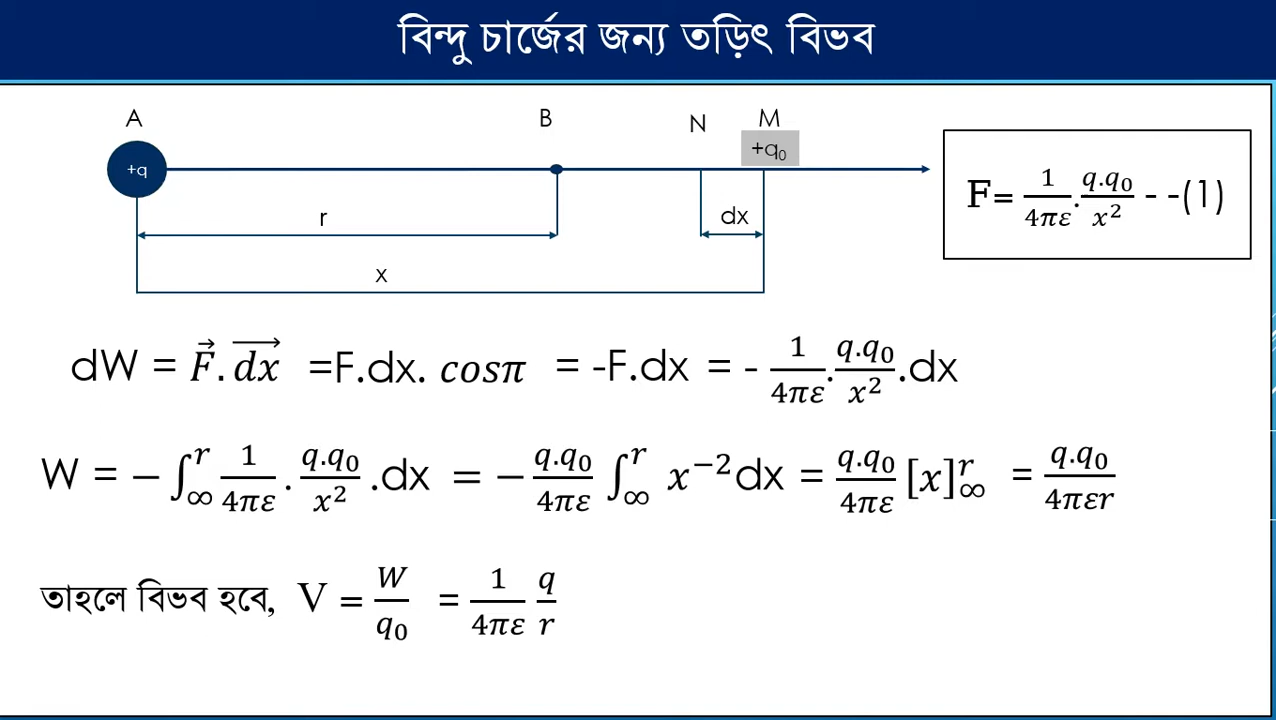 বিন্দু চার্জের জন্য তড়িৎ বিভব
A B N M
+q +q₀
F= 1/4πε . q.q₀/x² - -(1)
r dx
x
dW = F⃗. dx⃗ =F.dx. cosπ = -F.dx = - 1/4πε . q.q₀/x² .dx
W = −∫_∞^r 1/4πε . q.q₀/x² .dx = − q.q₀/4πε ∫_∞^r x⁻²dx = q.q₀/4πε [x]_∞^r = q.q₀/4πεr
তাহলে বিভব হবে, V = W/q₀ = 1/4πε q/r